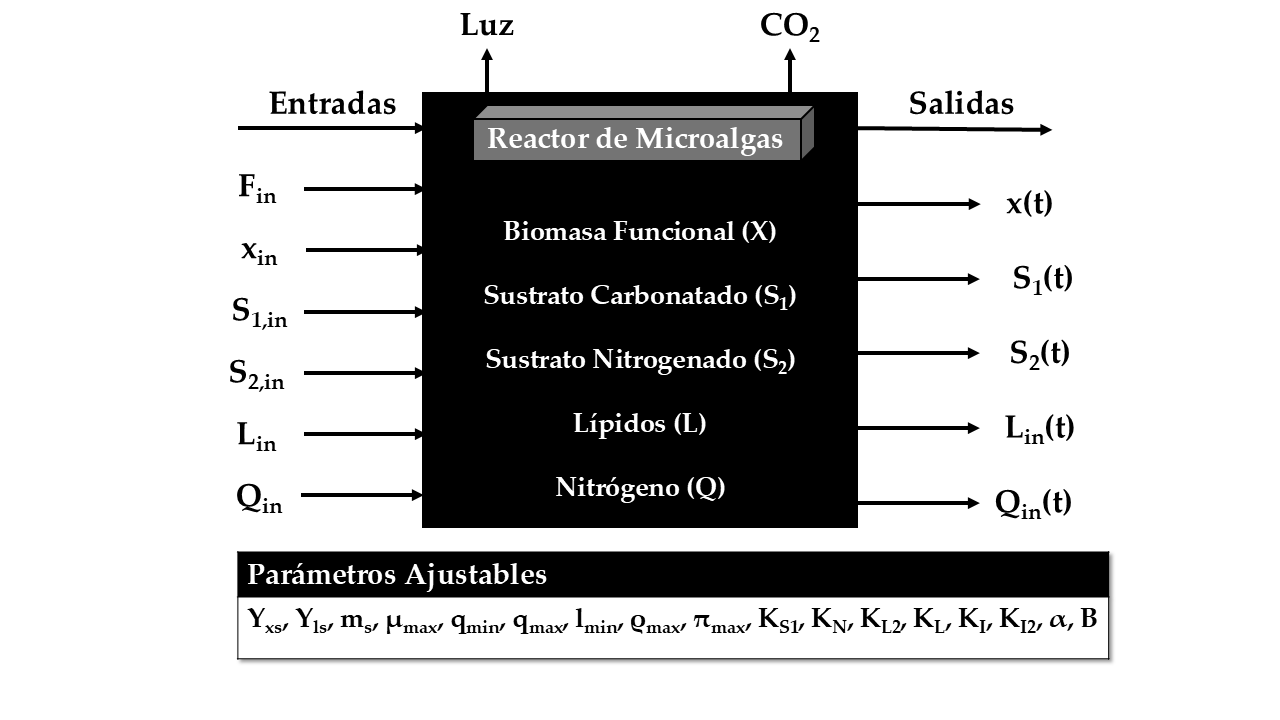 Luz
CO₂
Entradas
Salidas
Reactor de Microalgas
Fᵢₙ
xᵢₙ
S₁,ᵢₙ
S₂,ᵢₙ
Lᵢₙ
Qᵢₙ
Biomasa Funcional (X)
Sustrato Carbonatado (S₁)
Sustrato Nitrogenado (S₂)
Lípidos (L)
Nitrógeno (Q)
x(t)
S₁(t)
S₂(t)
Lᵢₙ(t)
Qᵢₙ(t)
Parámetros Ajustables
Yxs, Yls, ms, μmax, qmin, qmax, lmin, ϱmax, πmax, KS1, KN, KL2, KL, KI, KI2, α, B